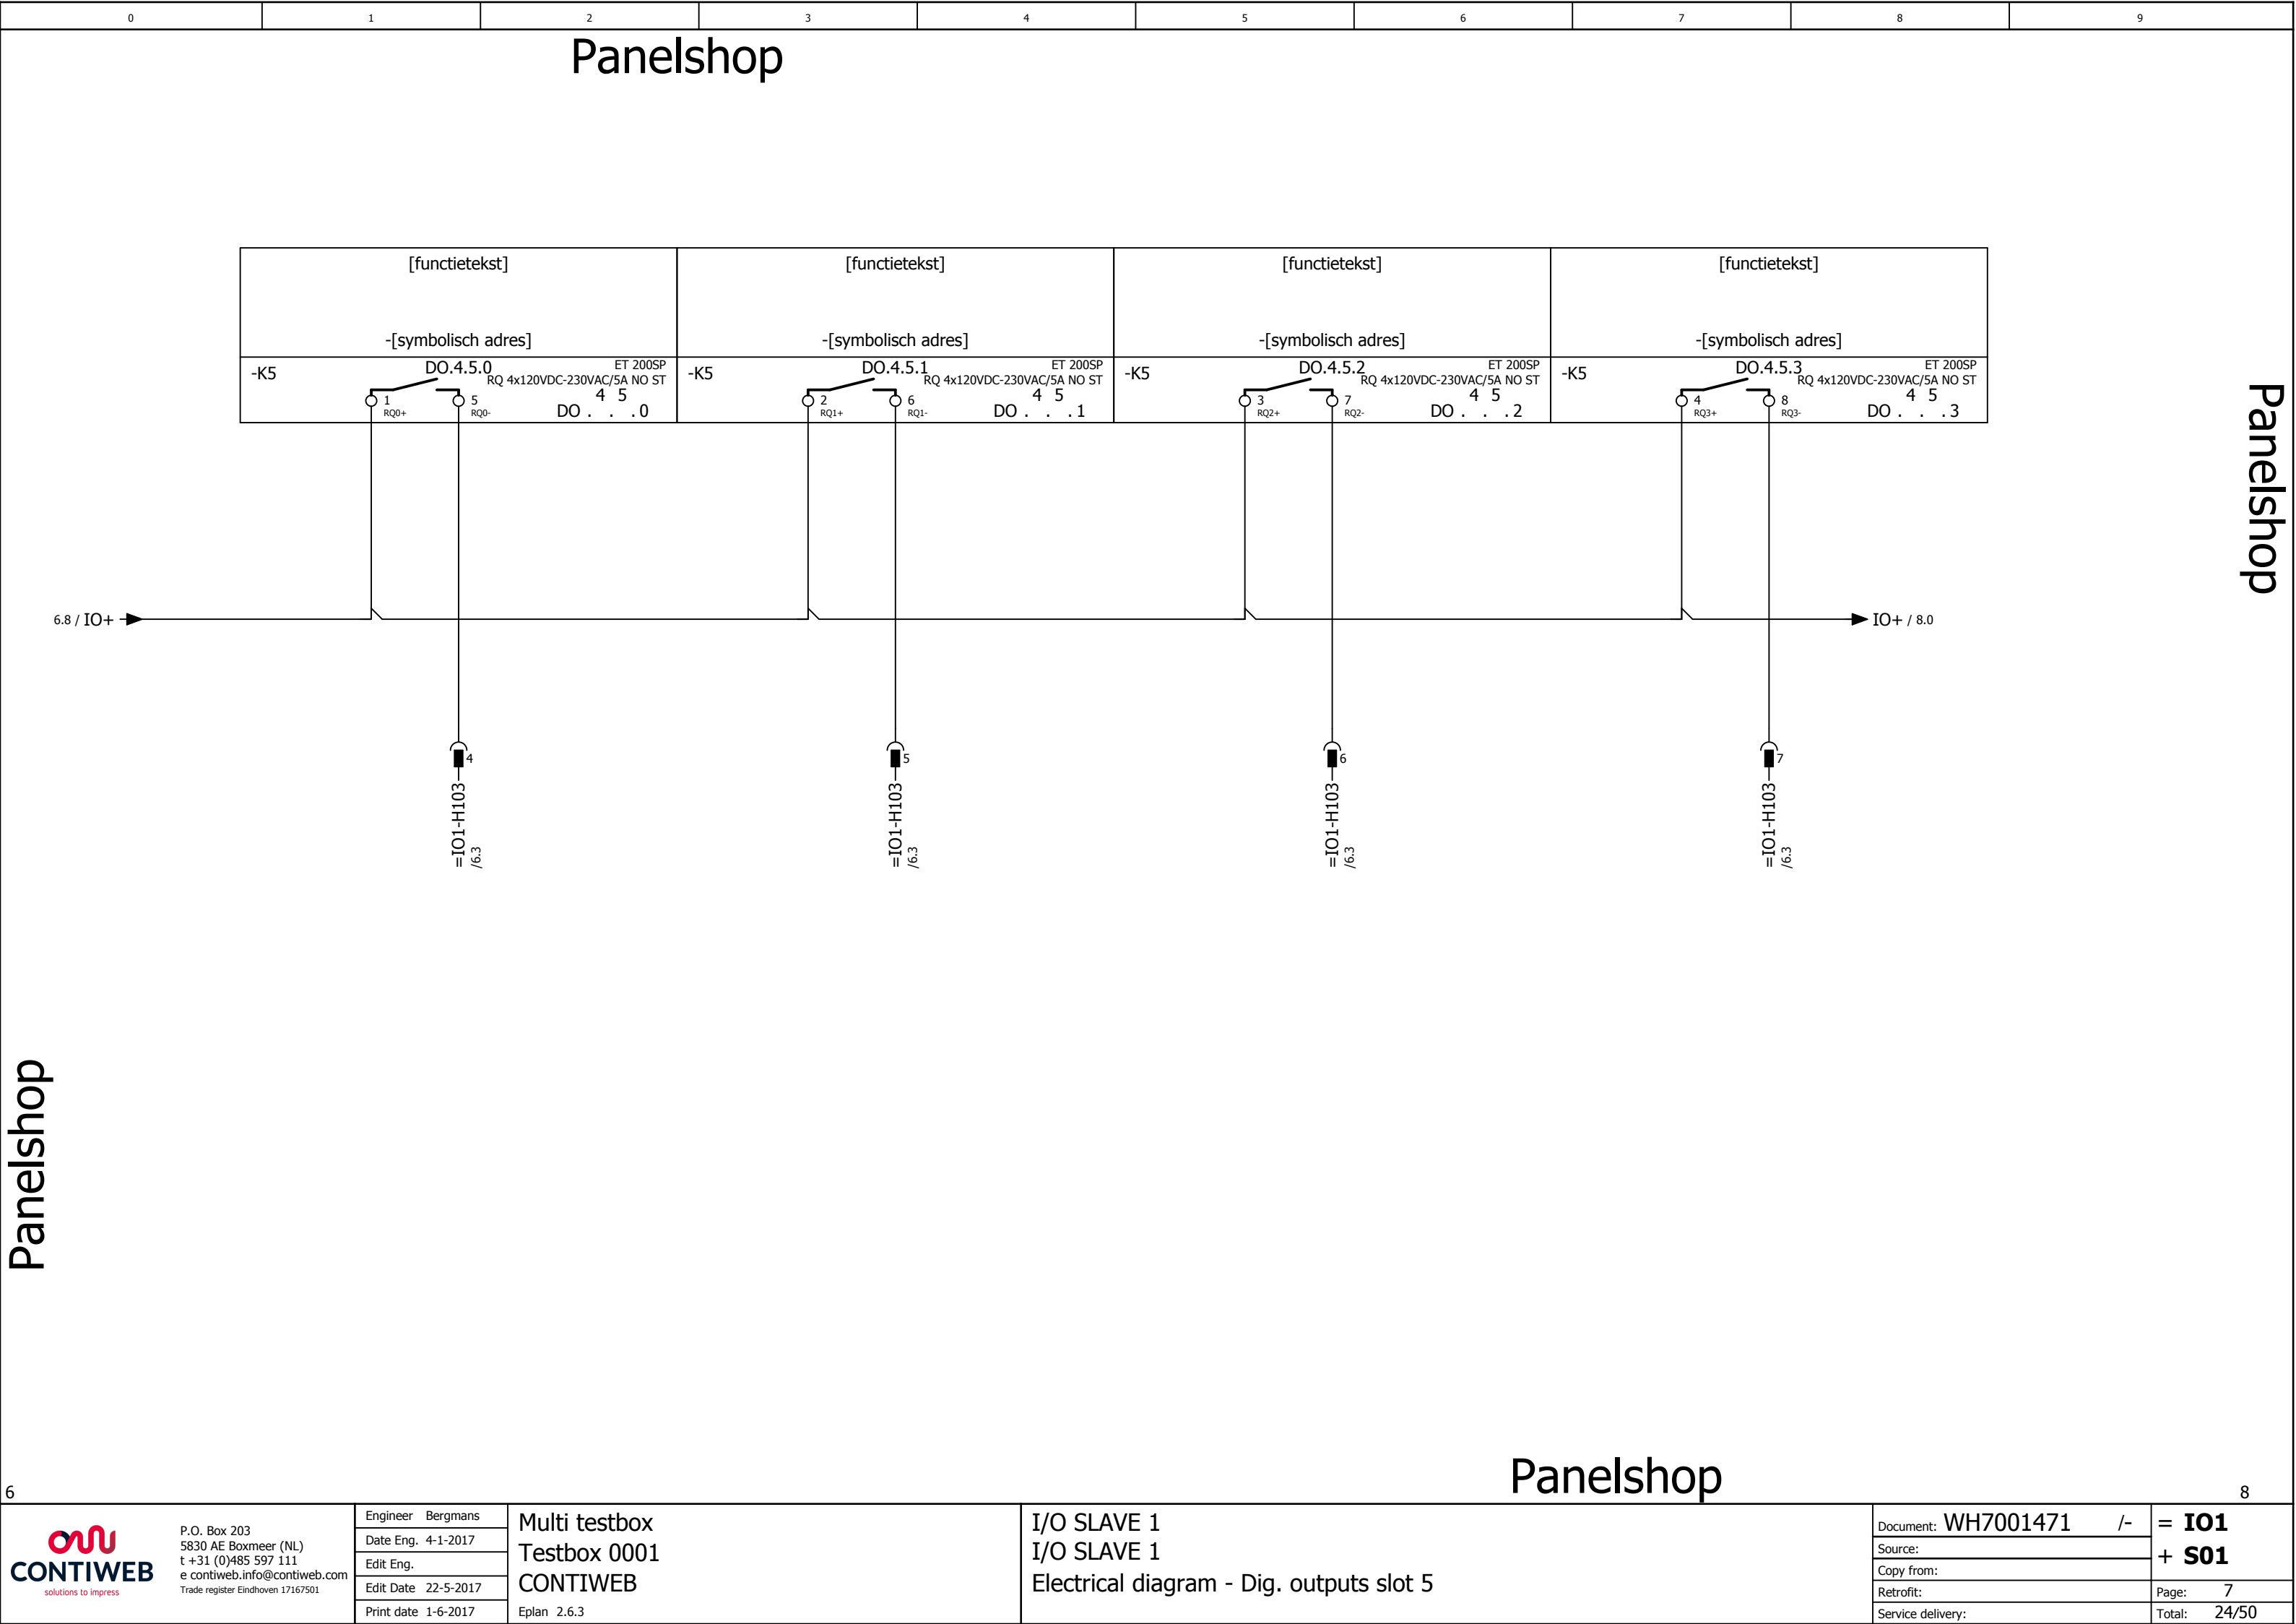 0 1 2 3 4 5 6 7 8 9
Panelshop
[functietekst] [functietekst] [functietekst] [functietekst]
-[symbolisch adres] -[symbolisch adres] -[symbolisch adres] -[symbolisch adres]
-K5 DO.4.5.0 ET 200SP
RQ 4x120VDC-230VAC/5A NO ST
1 5 4 5
RQ0+ RQ0- DO . . .0
-K5 DO.4.5.1 ET 200SP
RQ 4x120VDC-230VAC/5A NO ST
2 6 4 5
RQ1+ RQ1- DO . . .1
-K5 DO.4.5.2 ET 200SP
RQ 4x120VDC-230VAC/5A NO ST
3 7 4 5
RQ2+ RQ2- DO . . .2
-K5 DO.4.5.3 ET 200SP
RQ 4x120VDC-230VAC/5A NO ST
4 8 4 5
RQ3+ RQ3- DO . . .3
Panelshop
6.8 / IO+ IO+ / 8.0
4 5 6 7
=IO1-H103
/6.3
=IO1-H103
/6.3
=IO1-H103
/6.3
=IO1-H103
/6.3
Panelshop
Panelshop
6 8
CONTIWEB
solutions to impress
P.O. Box 203
5830 AE Boxmeer (NL)
t +31 (0)485 597 111
e contiweb.info@contiweb.com
Trade register Eindhoven 17167501
Engineer Bergmans
Date Eng. 4-1-2017
Edit Eng.
Edit Date 22-5-2017
Print date 1-6-2017
Multi testbox
Testbox 0001
CONTIWEB
Eplan 2.6.3
I/O SLAVE 1
I/O SLAVE 1
Electrical diagram - Dig. outputs slot 5
Document: WH7001471 /-
Source:
Copy from:
Retrofit:
Service delivery:
= IO1
+ S01
Page: 7
Total: 24/50